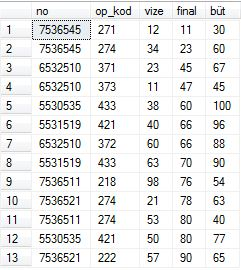 no op_kod vize final büt
1 7536545 271 12 11 30
2 7536545 274 34 23 60
3 6532510 371 23 45 67
4 6532510 373 11 47 45
5 5530535 433 38 60 100
6 5531519 421 40 66 96
7 6532510 372 60 66 88
8 5531519 433 63 70 90
9 7536511 218 98 76 54
10 7536521 274 21 78 63
11 7536511 274 53 80 40
12 5530535 421 50 80 77
13 7536521 222 57 90 65